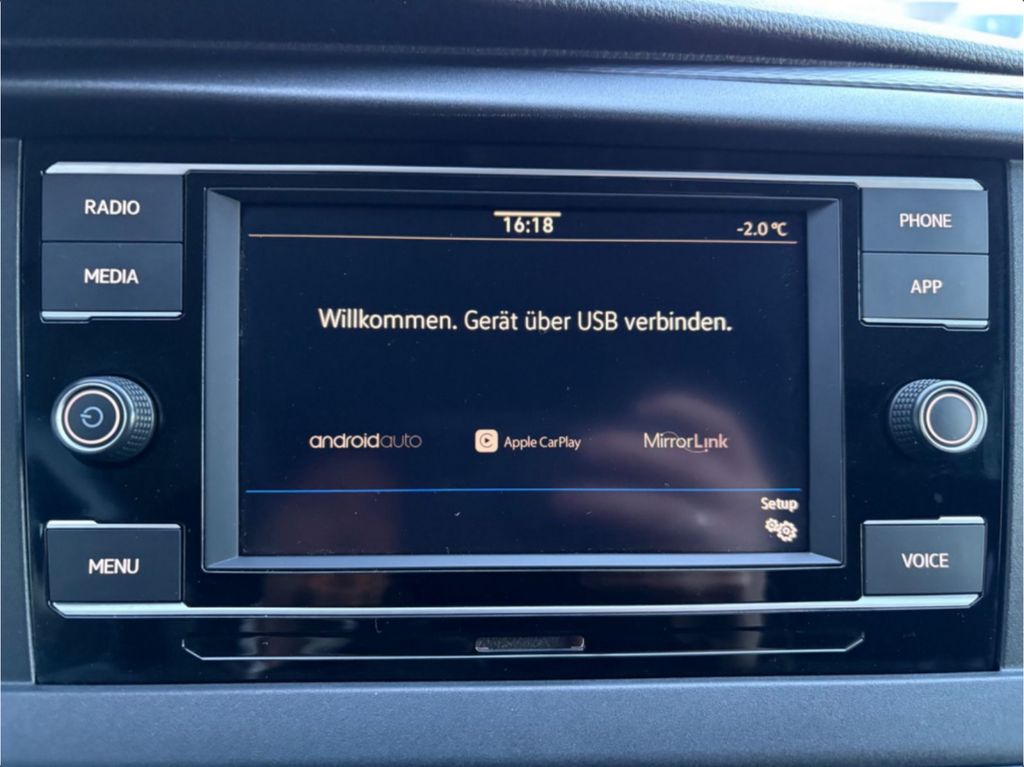 RADIO
MEDIA
MENU
16:18
-2.0 °C
Willkommen. Gerät über USB verbinden.
androidauto
Apple CarPlay
MirrorLink
Setup
PHONE
APP
VOICE